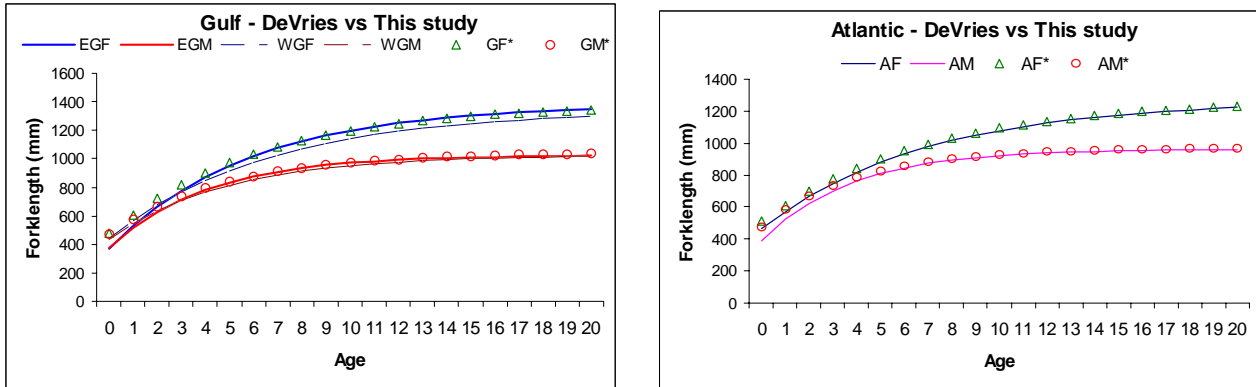 Gulf - DeVries vs This study
EGF EGM WGF WGM GF* GM*
1600
1400
1200
1000
800
600
400
200
0
Forklength (mm)
0 1 2 3 4 5 6 7 8 9 10 11 12 13 14 15 16 17 18 19 20
Age
Atlantic - DeVries vs This study
AF AM AF* AM*
1400
1200
1000
800
600
400
200
0
Forklength (mm)
0 1 2 3 4 5 6 7 8 9 10 11 12 13 14 15 16 17 18 19 20
Age